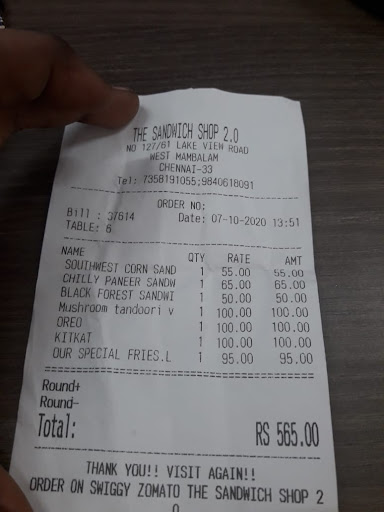 THE SANDWICH SHOP 2.0
NO 127/61 LAKE VIEW ROAD
WEST MAMBALAM
CHENNAI-33
Tel: 7358191055;9840618091
ORDER NO:
Bill : 37614 Date: 07-10-2020 13:51
TABLE: 6
NAME QTY RATE AMT
SOUTHWEST CORN SAND 1 55.00 55.00
CHILLY PANEER SANDW 1 65.00 65.00
BLACK FOREST SANDWI 1 50.00 50.00
Mushroom tandoori v 1 100.00 100.00
OREO 1 100.00 100.00
KITKAT 1 100.00 100.00
OUR SPECIAL FRIES.L 1 95.00 95.00
Round+
Round-
Total: RS 565.00
THANK YOU!! VISIT AGAIN!!
ORDER ON SWIGGY ZOMATO THE SANDWICH SHOP 2
0